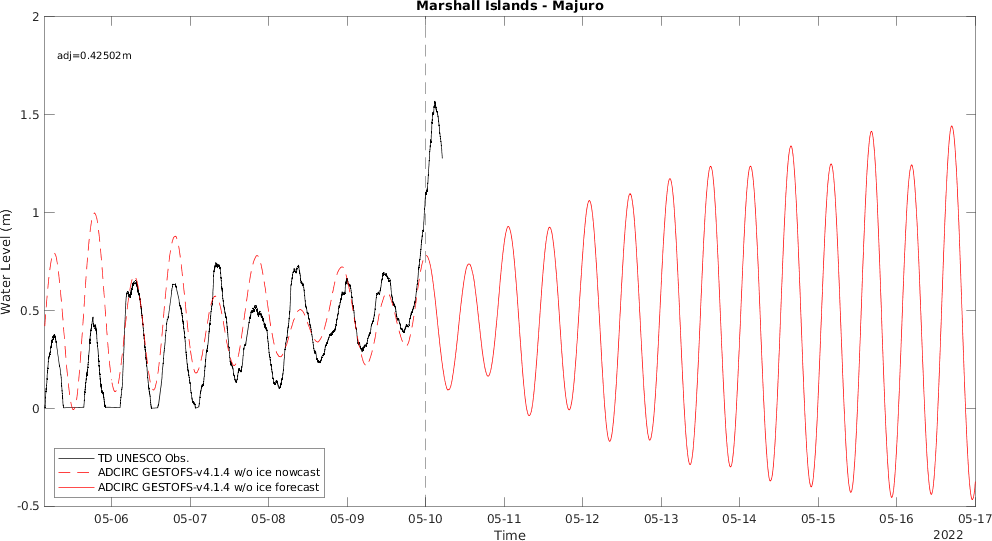 Marshall Islands - Majuro
2
adj=0.42502m
1.5
1
Water Level (m)
0.5
0
TD UNESCO Obs.
ADCIRC GESTOFS-v4.1.4 w/o ice nowcast
ADCIRC GESTOFS-v4.1.4 w/o ice forecast
-0.5
05-06 05-07 05-08 05-09 05-10 05-11 05-12 05-13 05-14 05-15 05-16 05-17
Time
2022